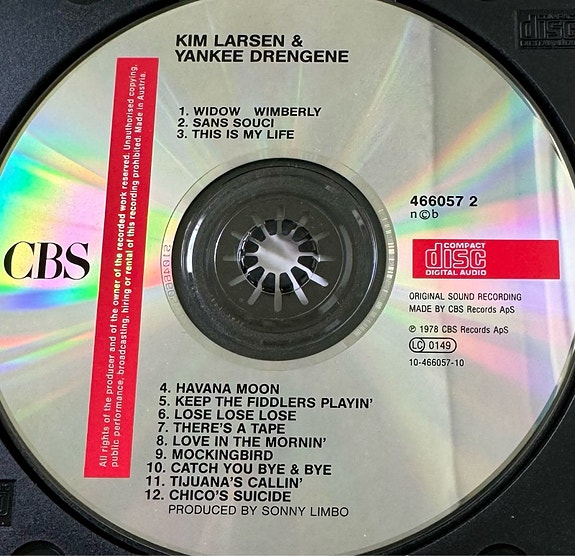 KIM LARSEN &
YANKEE DRENGENE
1. WIDOW WIMBERLY
2. SANS SOUCI
3. THIS IS MY LIFE
All rights of the producer and of the owner of the recorded work reserved. Unauthorised copying,
public performance, broadcasting, hiring or rental of this recording prohibited. Made in Austria.
CBS
466057 2
n©b
COMPACT
disc
DIGITAL AUDIO
ORIGINAL SOUND RECORDING
MADE BY CBS Records ApS
℗ 1978 CBS Records ApS
LC 0149
10-466057-10
4. HAVANA MOON
5. KEEP THE FIDDLERS PLAYIN'
6. LOSE LOSE LOSE
7. THERE'S A TAPE
8. LOVE IN THE MORNIN'
9. MOCKINGBIRD
10. CATCH YOU BYE & BYE
11. TIJUANA'S CALLIN'
12. CHICO'S SUICIDE
PRODUCED BY SONNY LIMBO